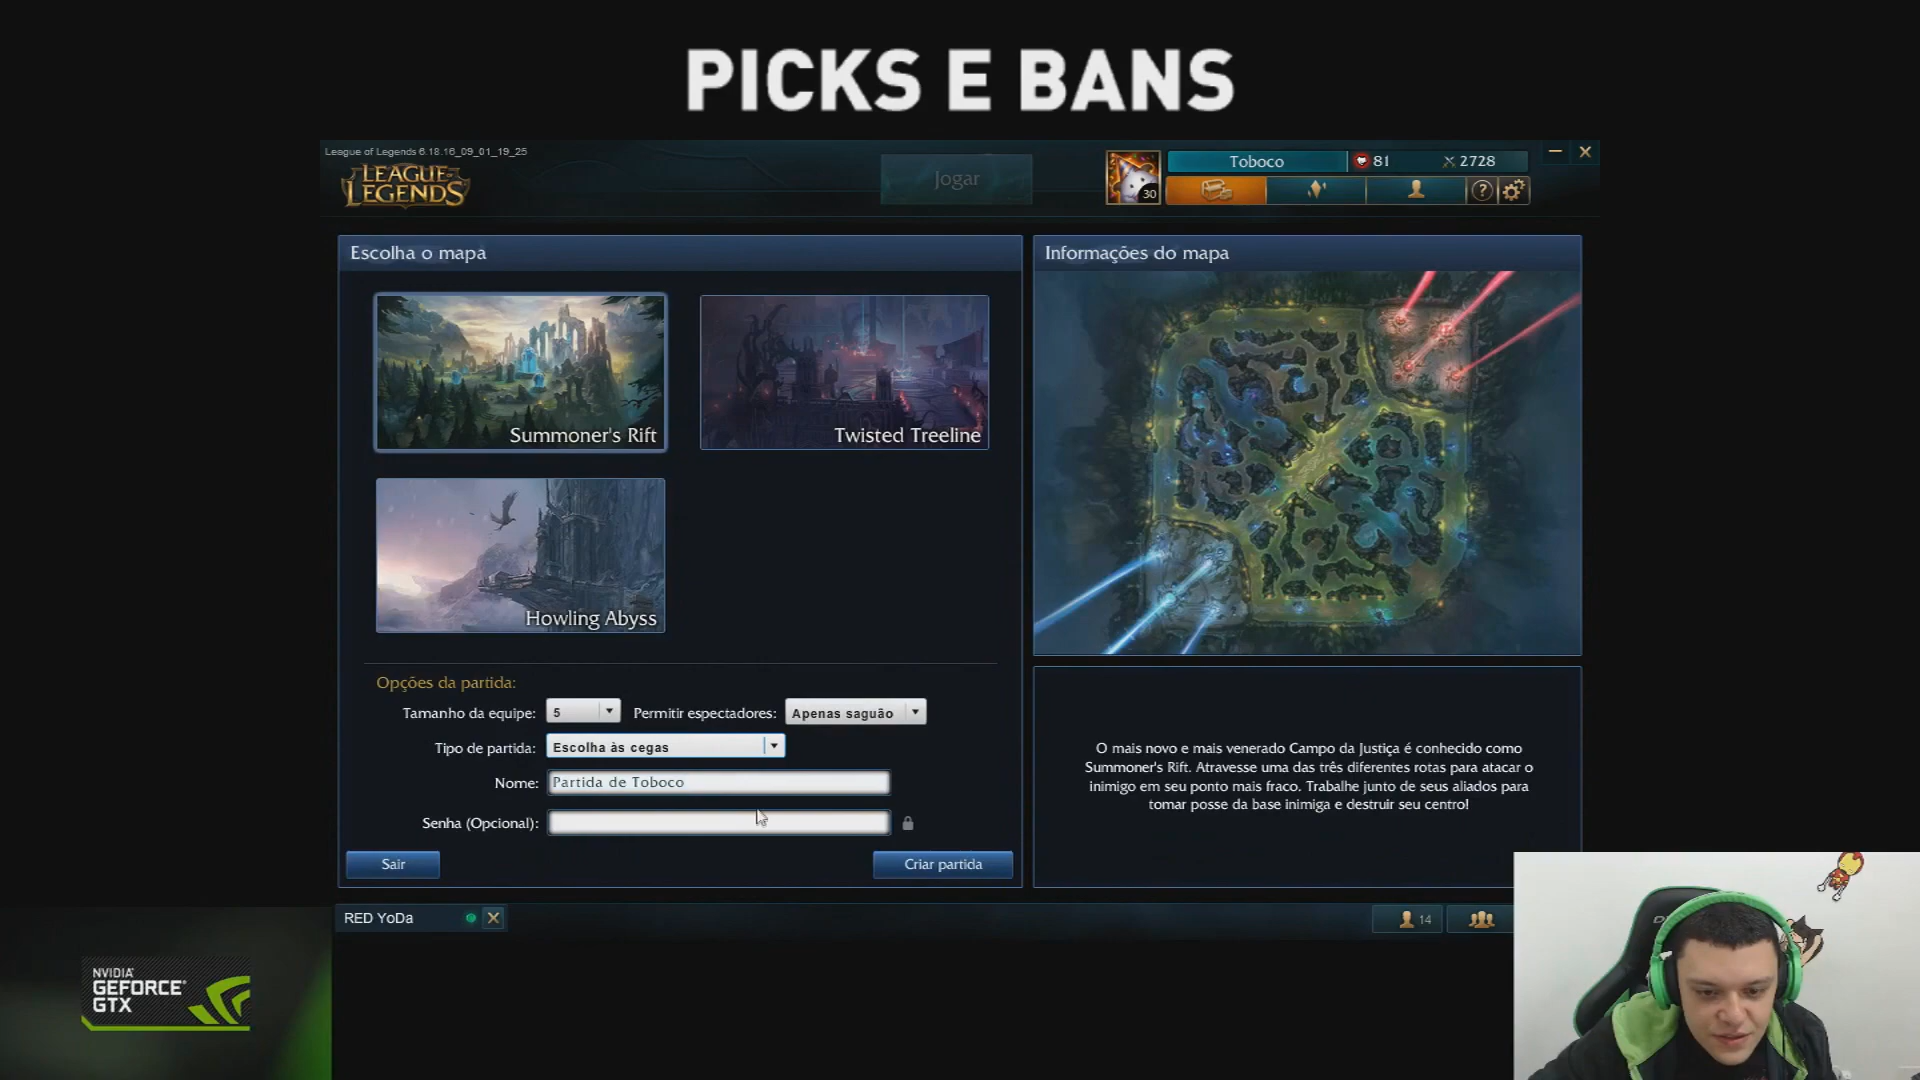 PICKS E BANS
League of Legends 6.18.16_09_01_19_25
LEAGUE OF LEGENDS
Jogar
30
Toboco
81
2728
?
Escolha o mapa
Summoner's Rift
Twisted Treeline
Howling Abyss
Opções da partida:
Tamanho da equipe: 5 Permitir espectadores: Apenas saguão
Tipo de partida: Escolha às cegas
Nome: Partida de Toboco
Senha (Opcional):
Sair
Criar partida
Informações do mapa
O mais novo e mais venerado Campo da Justiça é conhecido como
Summoner's Rift. Atravesse uma das três diferentes rotas para atacar o
inimigo em seu ponto mais fraco. Trabalhe junto de seus aliados para
tomar posse da base inimiga e destruir seu centro!
RED YoDa
14
NVIDIA
GEFORCE
GTX